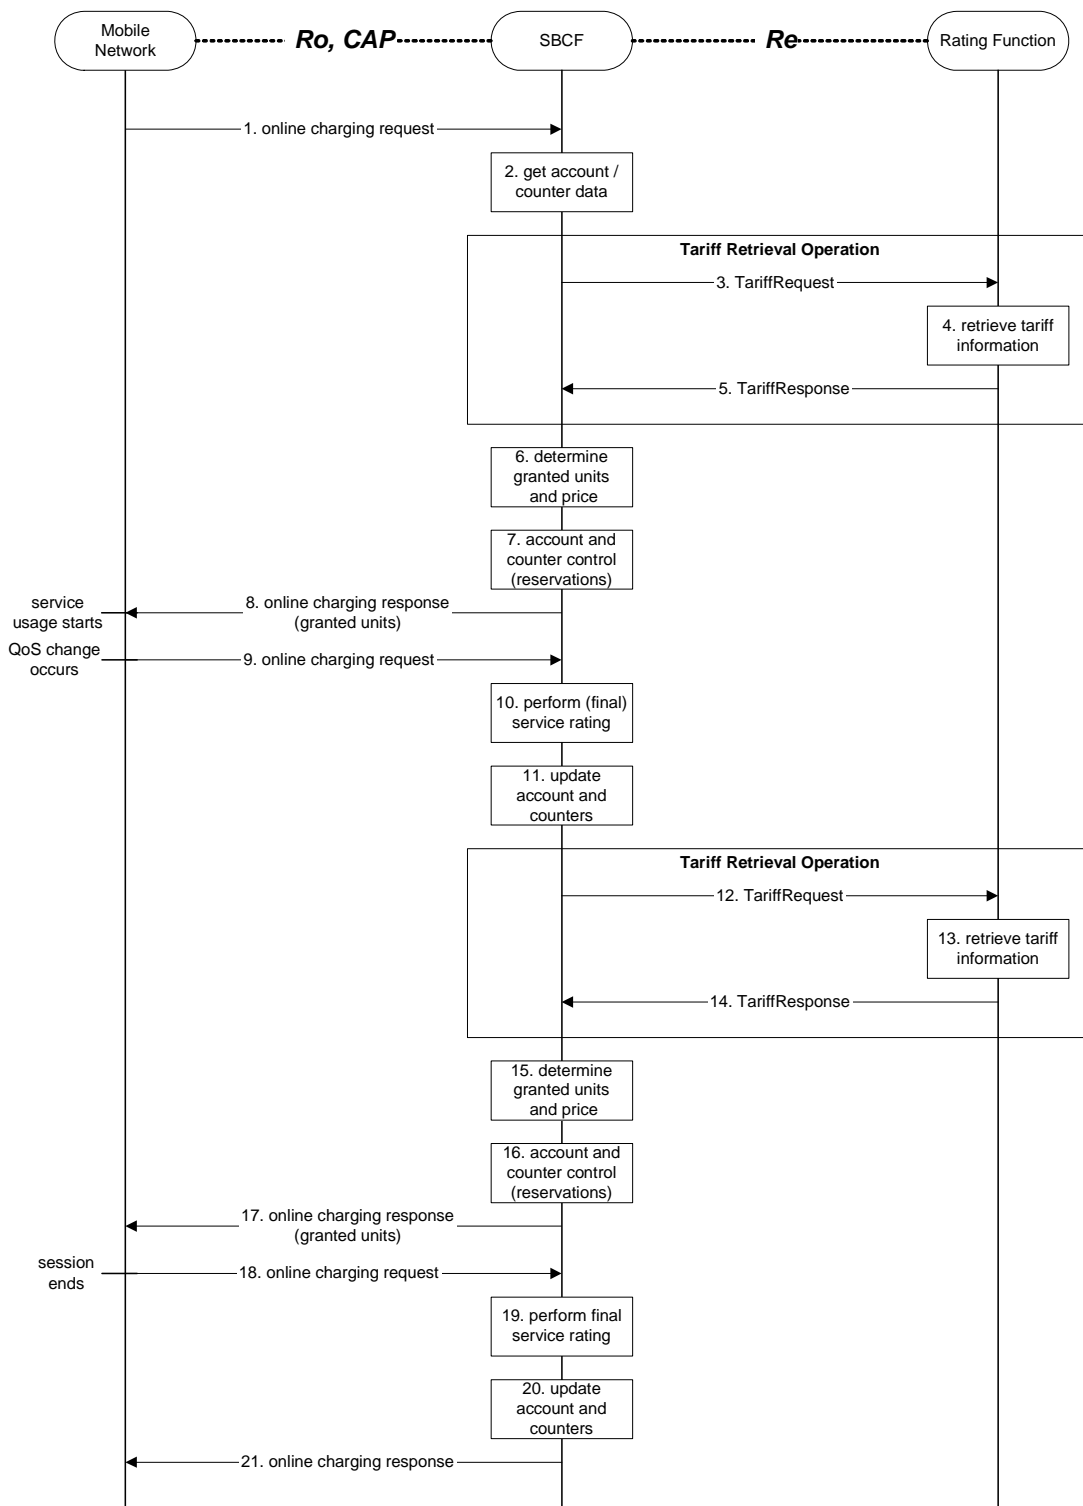 Mobile
Network
Ro, CAP
SBCF
Re
Rating Function
1. online charging request
2. get account /
counter data
Tariff Retrieval Operation
3. TariffRequest
4. retrieve tariff
information
5. TariffResponse
6. determine
granted units
and price
7. account and
counter control
(reservations)
service
usage starts
8. online charging response
(granted units)
QoS change
occurs
9. online charging request
10. perform (final)
service rating
11. update
account and
counters
Tariff Retrieval Operation
12. TariffRequest
13. retrieve tariff
information
14. TariffResponse
15. determine
granted units
and price
16. account and
counter control
(reservations)
17. online charging response
(granted units)
session
ends
18. online charging request
19. perform final
service rating
20. update
account and
counters
21. online charging response